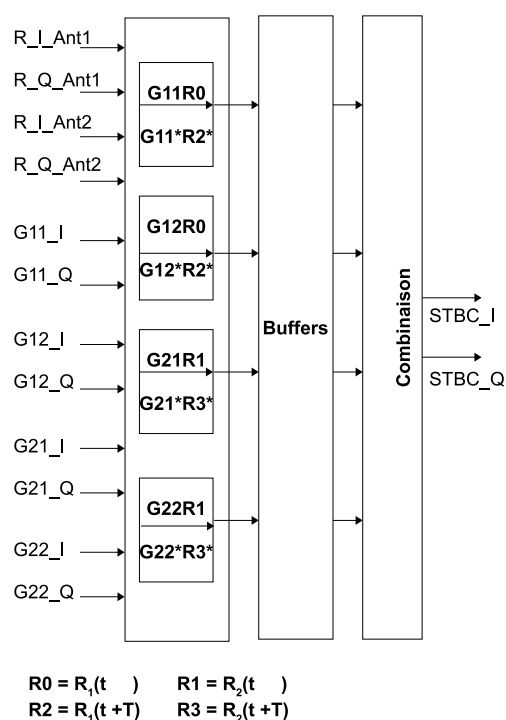 R_I_Ant1
R_Q_Ant1
R_I_Ant2
R_Q_Ant2
G11_I
G11_Q
G12_I
G12_Q
G21_I
G21_Q
G22_I
G22_Q
G11R0
G11*R2*
G12R0
G12*R2*
G21R1
G21*R3*
G22R1
G22*R3*
Buffers
Combinaison
STBC_I
STBC_Q
R0 = R₁(t ) R1 = R₂(t )
R2 = R₁(t +T) R3 = R₂(t +T)